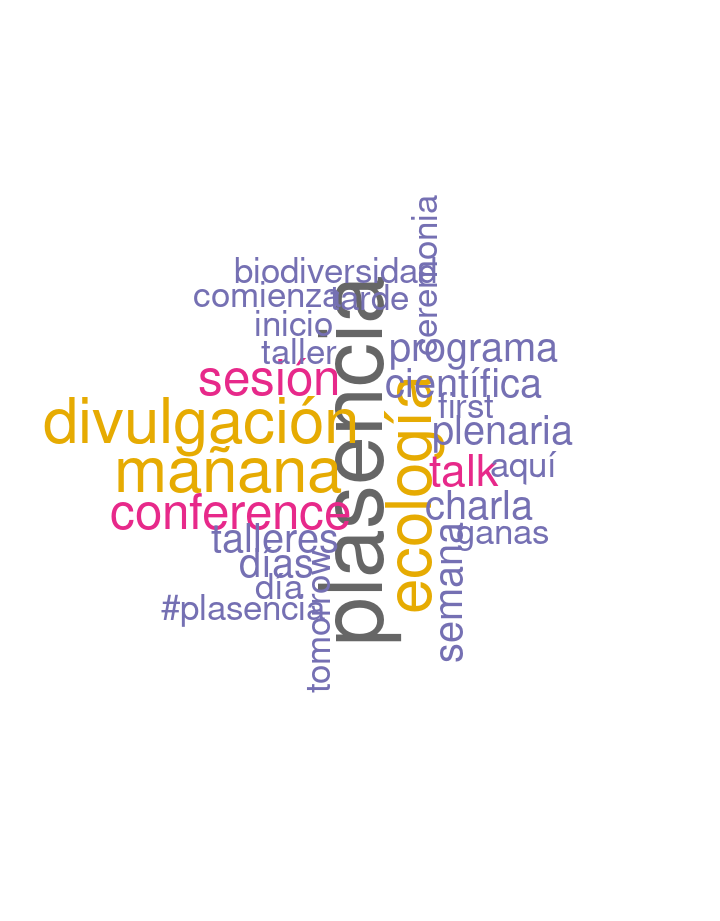 ceremonia
biodiversidad
comienza
tarde
inicio
taller
programa
sesión
científica
first
divulgación
plenaria
mañana
talk
aquí
plasencia
ecología
conference
charla
talleres
ganas
días
día
#plasencia
semana
tomorrow